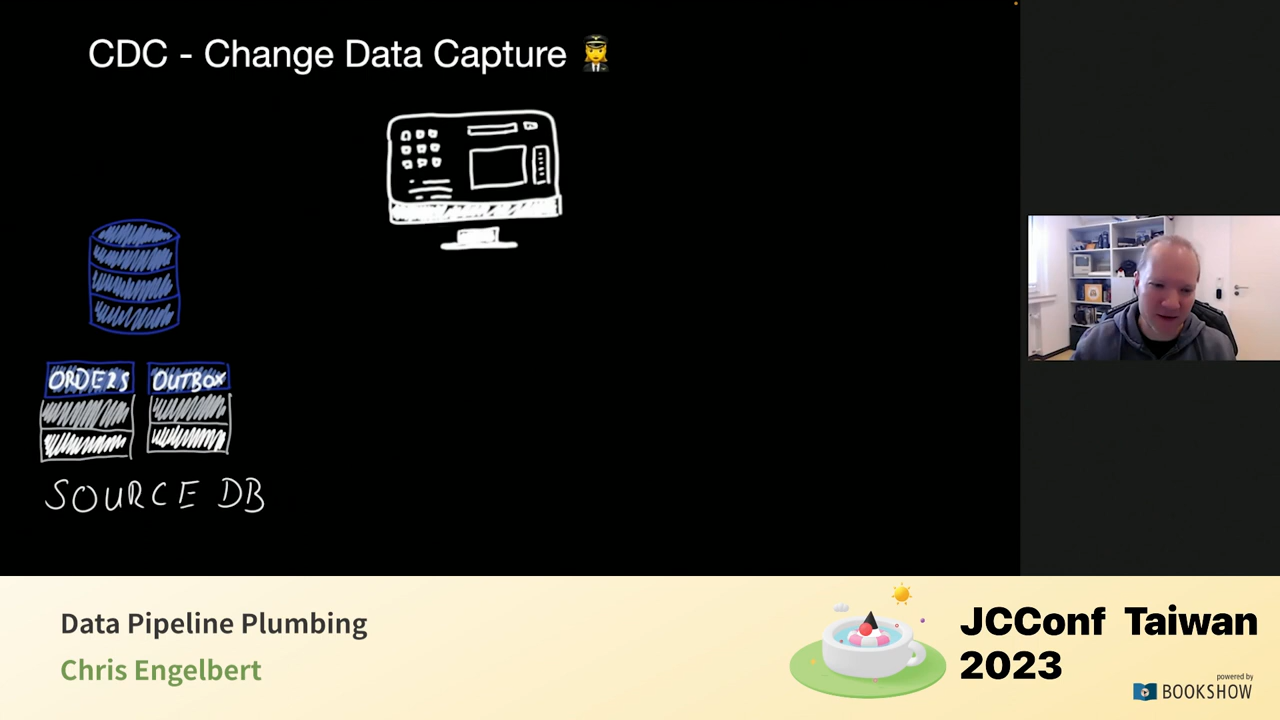 CDC - Change Data Capture 👩‍✈️
ORDERS
OUTBOX
SOURCE DB
Data Pipeline Plumbing
Chris Engelbert
JCConf Taiwan
2023
powered by
BOOKSHOW